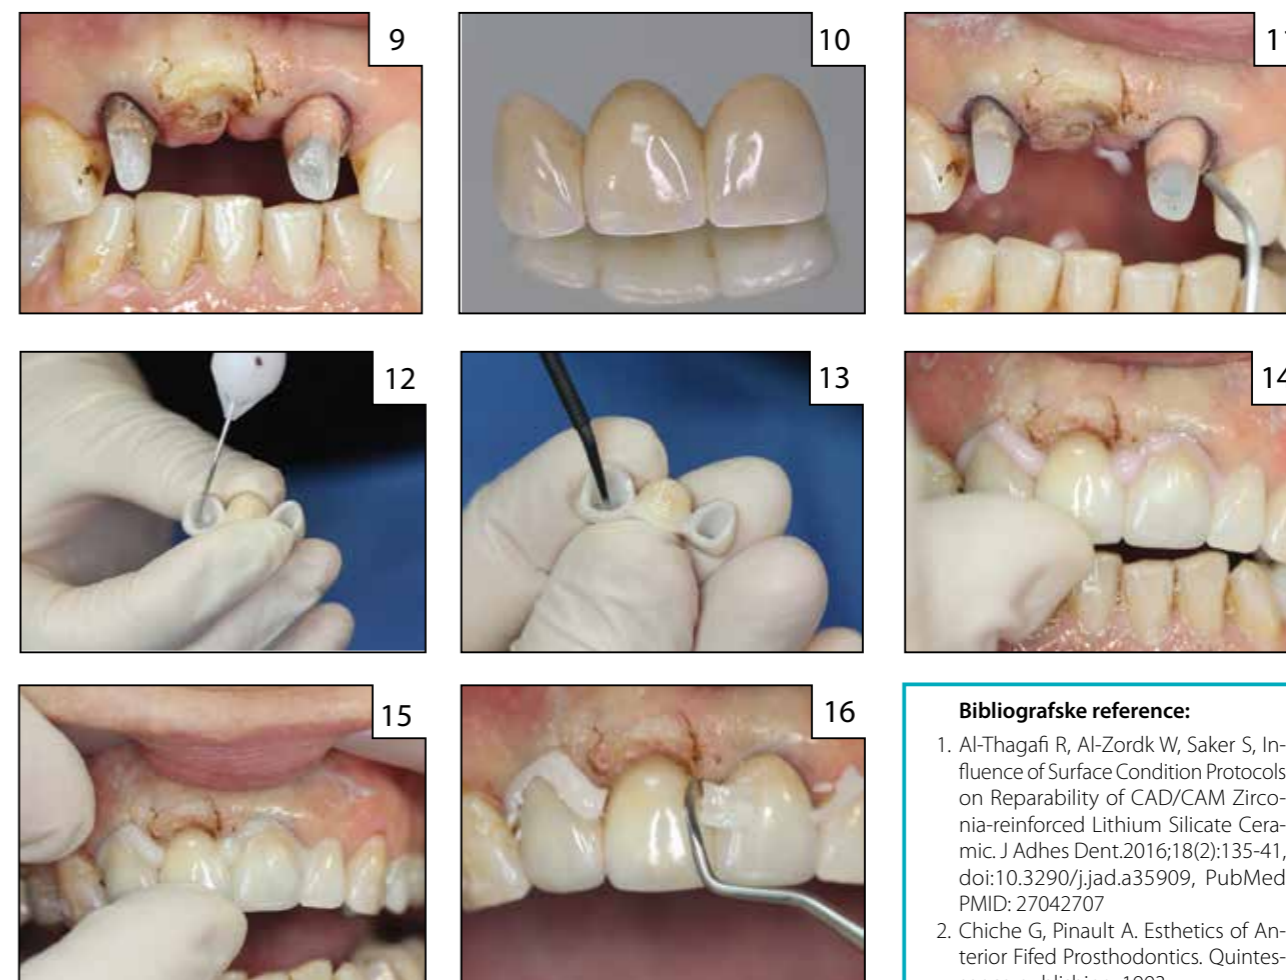 9
10
12
13
15
16
Bibliografske reference:
1. Al-Thagafi R, Al-Zordk W, Saker S, In-
fluence of Surface Condition Protocols
on Reparability of CAD/CAM Zirco-
nia-reinforced Lithium Silicate Cera-
mic. J Adhes Dent.2016;18(2):135-41,
doi:10.3290/j.jad.a35909, PubMed
PMID: 27042707
2. Chiche G, Pinault A. Esthetics of An-
terior Fifed Prosthodontics. Quintes-